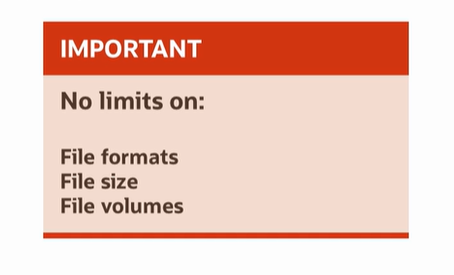 IMPORTANT
No limits on:
File formats
File size
File volumes